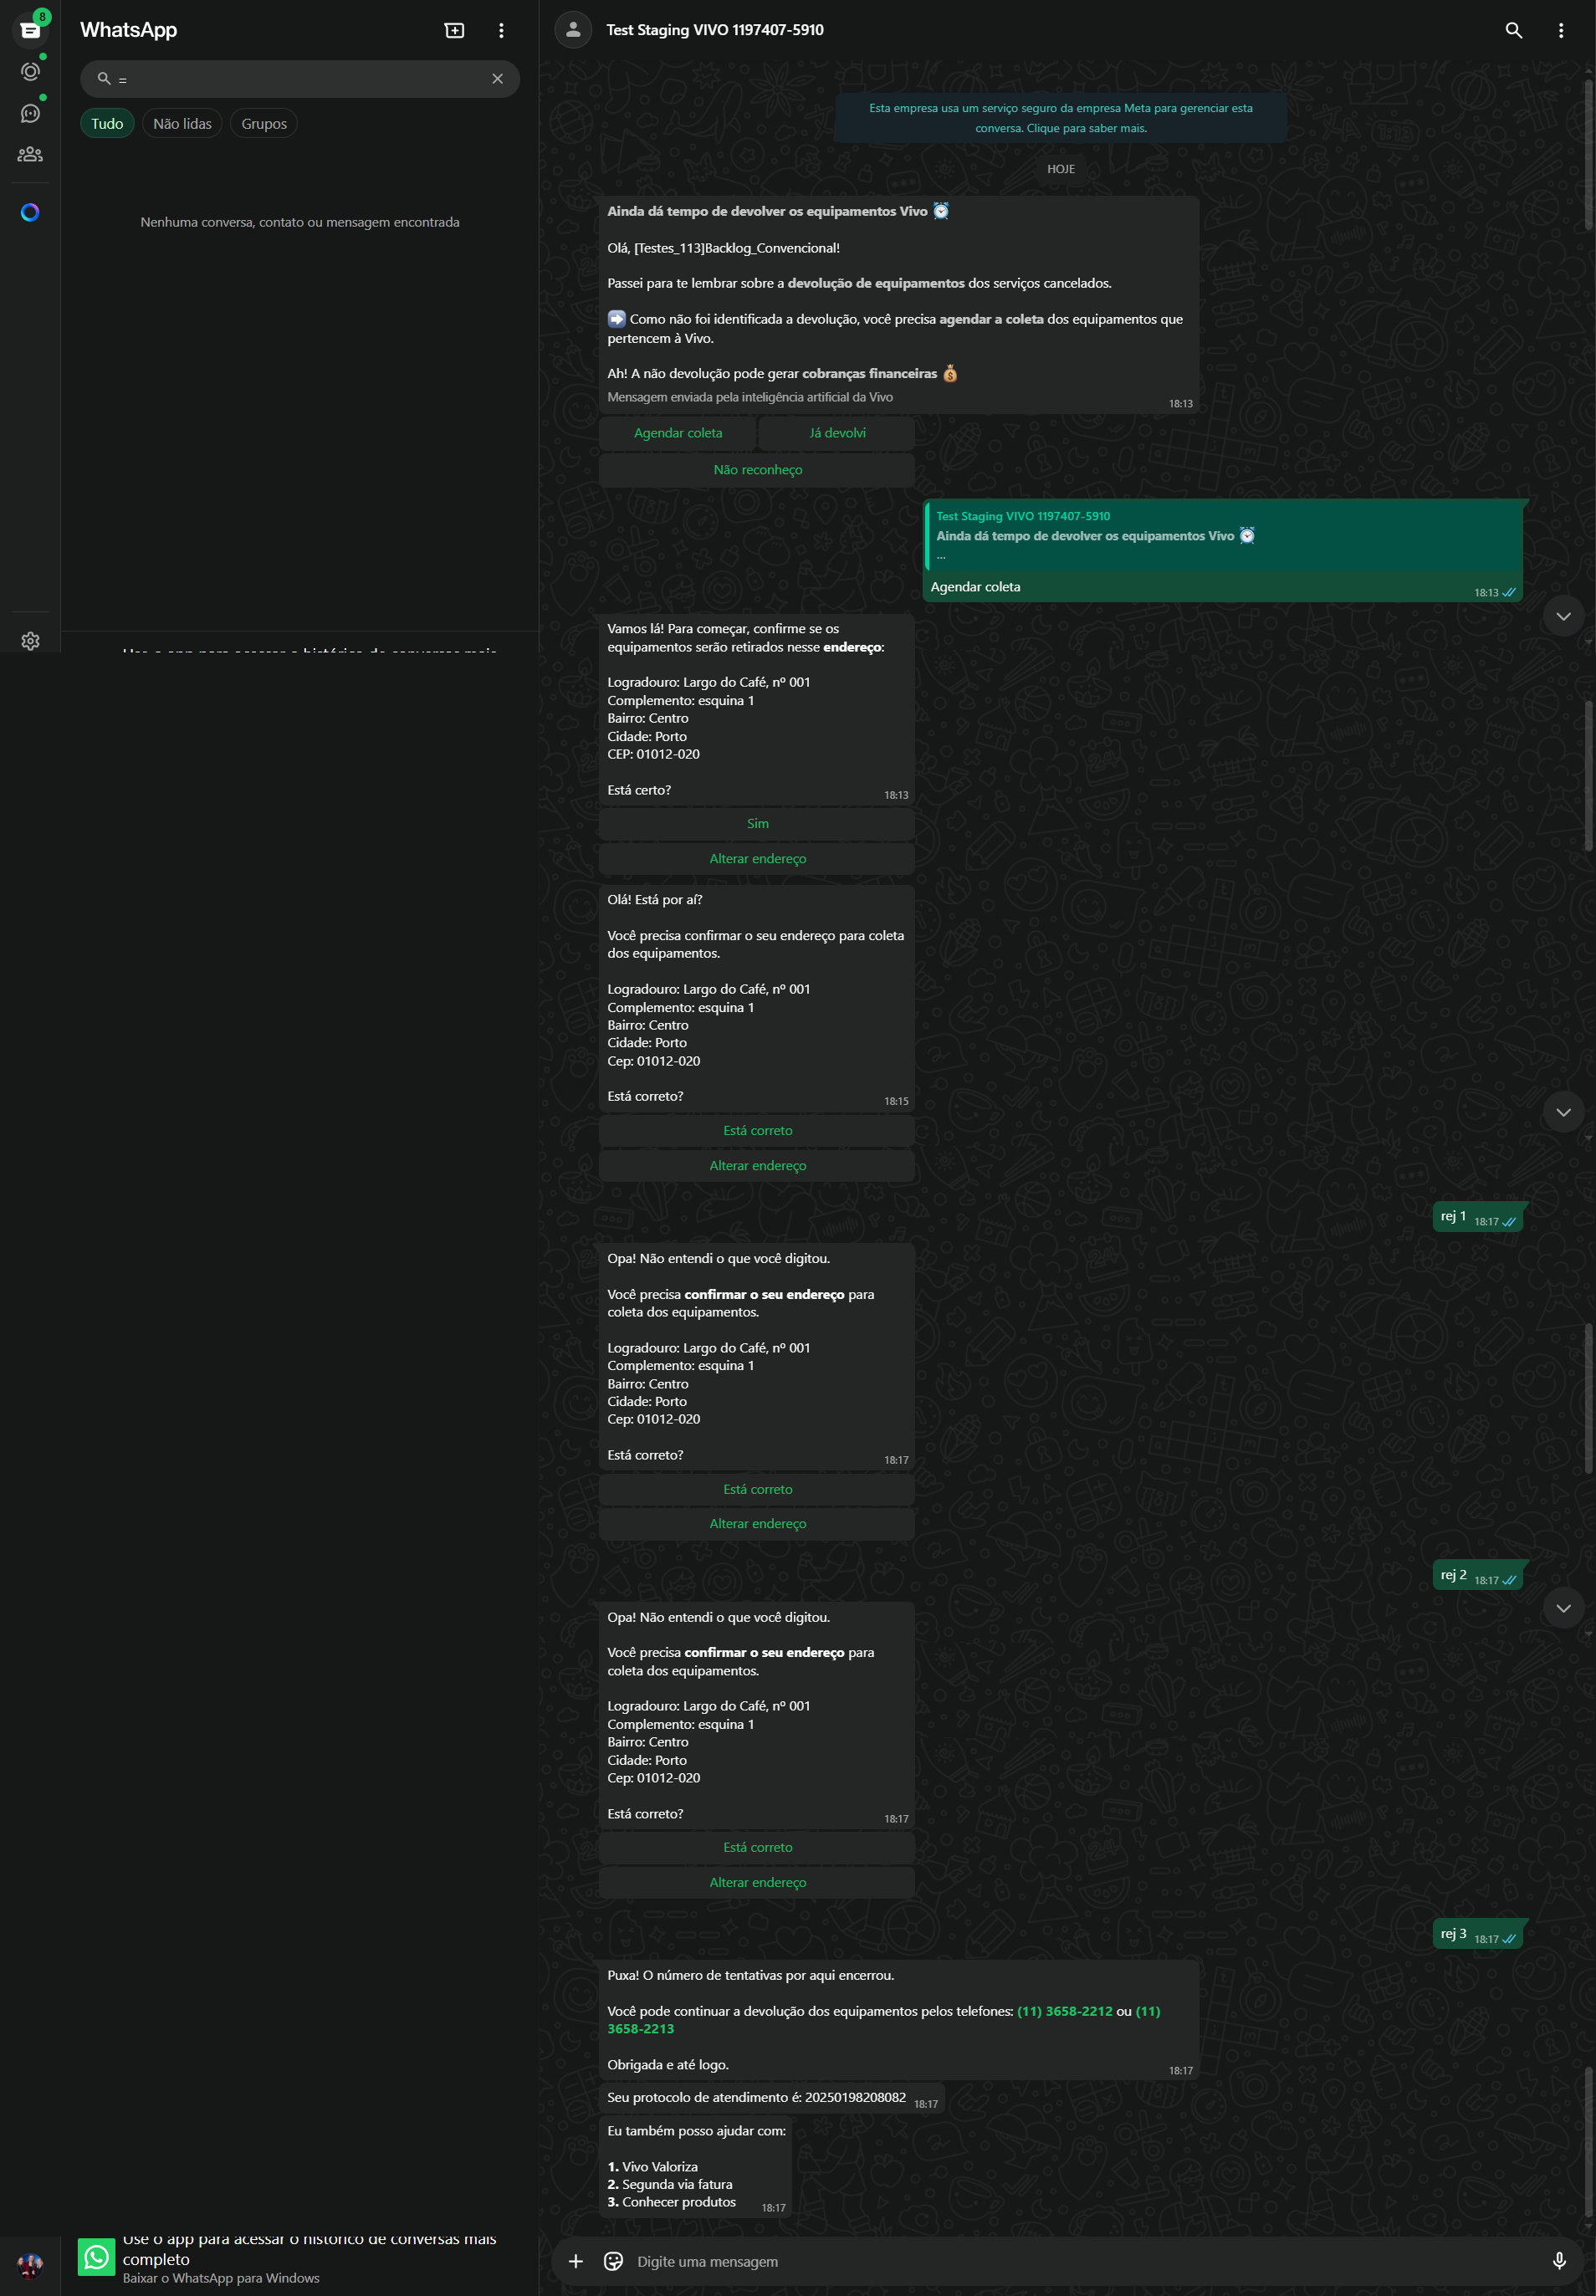 8
WhatsApp
=
Tudo
Não lidas
Grupos
Nenhuma conversa, contato ou mensagem encontrada
Test Staging VIVO 1197407-5910
Esta empresa usa um serviço seguro da empresa Meta para gerenciar esta
conversa. Clique para saber mais.
HOJE
Ainda dá tempo de devolver os equipamentos Vivo ⏰
Olá, [Testes_113]Backlog_Convencional!
Passei para te lembrar sobre a devolução de equipamentos dos serviços cancelados.
➡️ Como não foi identificada a devolução, você precisa agendar a coleta dos equipamentos que
pertencem à Vivo.
Ah! A não devolução pode gerar cobranças financeiras 💰
Mensagem enviada pela inteligência artificial da Vivo
18:13
Agendar coleta
Já devolvi
Não reconheço
Test Staging VIVO 1197407-5910
Ainda dá tempo de devolver os equipamentos Vivo ⏰
...
Agendar coleta
18:13
Vamos lá! Para começar, confirme se os
equipamentos serão retirados nesse endereço:
Logradouro: Largo do Café, nº 001
Complemento: esquina 1
Bairro: Centro
Cidade: Porto
CEP: 01012-020
Está certo?
18:13
Sim
Alterar endereço
Olá! Está por aí?
Você precisa confirmar o seu endereço para coleta
dos equipamentos.
Logradouro: Largo do Café, nº 001
Complemento: esquina 1
Bairro: Centro
Cidade: Porto
Cep: 01012-020
Está correto?
18:15
Está correto
Alterar endereço
rej 1
18:17
Opa! Não entendi o que você digitou.
Você precisa confirmar o seu endereço para
coleta dos equipamentos.
Logradouro: Largo do Café, nº 001
Complemento: esquina 1
Bairro: Centro
Cidade: Porto
Cep: 01012-020
Está correto?
18:17
Está correto
Alterar endereço
rej 2
18:17
Opa! Não entendi o que você digitou.
Você precisa confirmar o seu endereço para
coleta dos equipamentos.
Logradouro: Largo do Café, nº 001
Complemento: esquina 1
Bairro: Centro
Cidade: Porto
Cep: 01012-020
Está correto?
18:17
Está correto
Alterar endereço
rej 3
18:17
Puxa! O número de tentativas por aqui encerrou.
Você pode continuar a devolução dos equipamentos pelos telefones: (11) 3658-2212 ou (11)
3658-2213
Obrigada e até logo.
18:17
Seu protocolo de atendimento é: 20250198208082
18:17
Eu também posso ajudar com:
1. Vivo Valoriza
2. Segunda via fatura
3. Conhecer produtos
18:17
Use o app para acessar o histórico de conversas mais
Use o app para acessar o histórico de conversas mais
completo
Baixar o WhatsApp para Windows
Digite uma mensagem